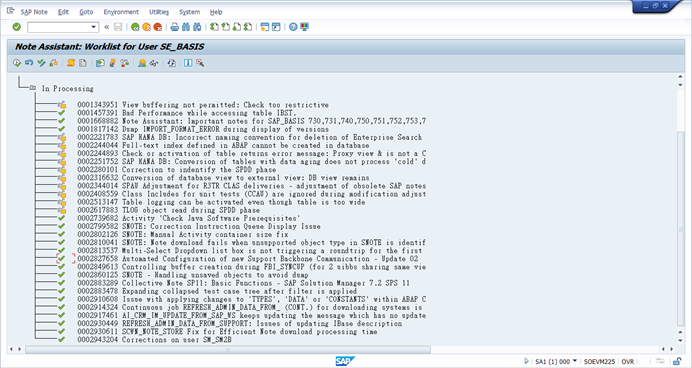 SAP Note Edit Goto Environment Utilities System Help
Note Assistant: Worklist for User SE_BASIS
In Processing
0001343951 View buffering not permitted: Check too restrictive
0001457391 Bad Performance while accessing table IBST.
0001668882 Note Assistant: Important notes for SAP_BASIS 730,731,740,750,751,752,753,7
0001817142 Dump IMPORT_FORMAT_ERROR during display of versions
0002221783 SAP HANA DB: Incorrect naming convention for deletion of Enterprise Search
0002244044 Full-text index defined in ABAP cannot be created in database
0002244893 Check or activation of table returns error message: Proxy view & is not a C
0002251752 SAP HANA DB: Conversion of tables with data aging does not process 'cold' d
0002280101 Correction to indentify the SPDD phase
0002316632 Conversion of database view to external view: DB view remains
0002344014 SPAU Adjustment for R3TR CLAS deliveries - adjustment of obsolete SAP notes
0002408559 Class Includes for unit tests (CCAU) are ignored during modification adjust
0002513147 Table logging can be activated even though table is too wide
0002617883 TLOG object read during SPDD phase
0002739682 Activity 'Check Java Software Prerequisites'
0002799582 SNOTE: Correction Instruction Queue Display Issue
0002802126 SNOTE: Manual Activity container size fix
0002810041 SNOTE: Note download fails when unsupported object type in SNOTE is identif
0002813537 Multi-Select Dropdown list box is not triggering a roundtrip for the first
0002827658 Automated Configuration of new Support Backbone Communication - Update 02
0002849613 Controlling buffer creation during FBI_SYNCUP (for 2 uibbs sharing same vie
0002860125 SNOTE - Handling unsaved objects to avoid dump
0002883289 Collective Note SP11: Basic Functions - SAP Solution Manager 7.2 SPS 11
0002883478 Expanding collapsed test case tree after filter is applied
0002910608 Issue with applying changes to 'TYPES', 'DATA' or 'CONSTANTS' within ABAP C
0002914324 Continuous job REFRESH_ADMIN_DATA_FROM_ (CONT.) for downloading systems is
0002917461 AI_CRM_IM_UPDATE_FROM_SAP_WS keeps updating the message which has no update
0002930449 REFRESH_ADMIN_DATA_FROM_SUPPORT: Issues of updating IBase description
0002930611 SCWN_NOTE_STORE Fix for Efficient Note download processing time
0002943204 Corrections on user SM_SM2B
SAP SA1 (1) 000 SOEVM225 OVR